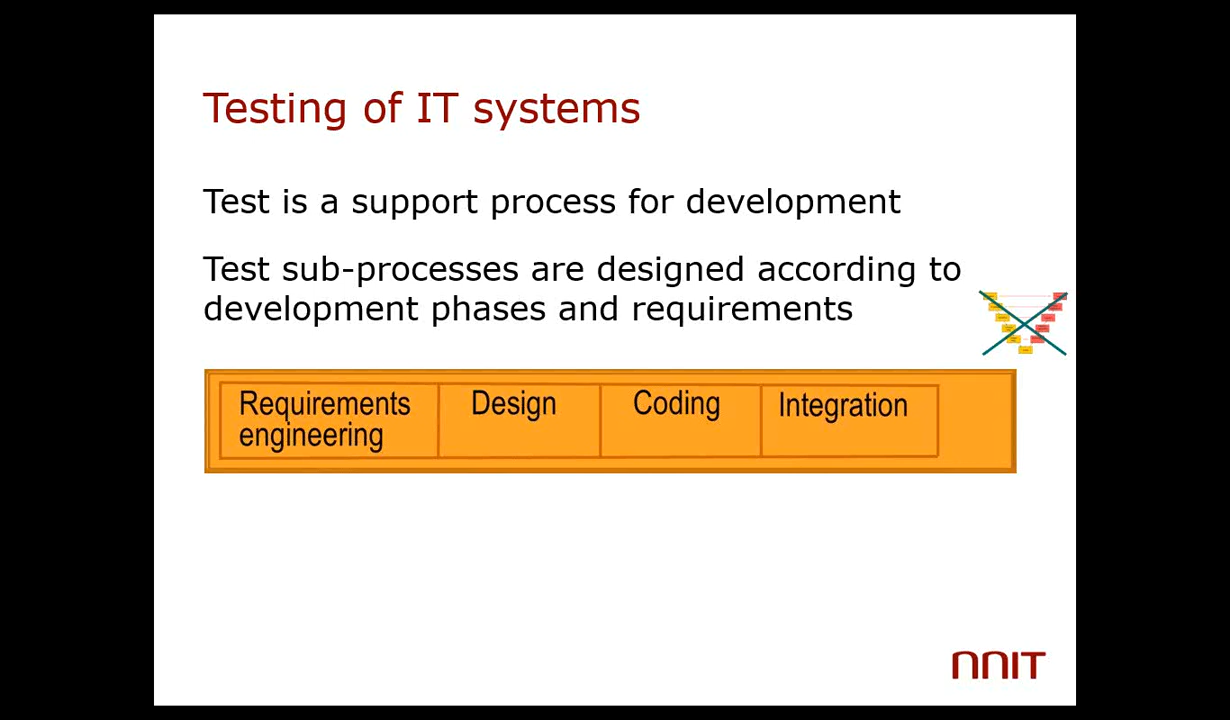 Testing of IT systems
Test is a support process for development
Test sub-processes are designed according to
development phases and requirements
Requirements
engineering
Design
Coding
Integration
NNIT